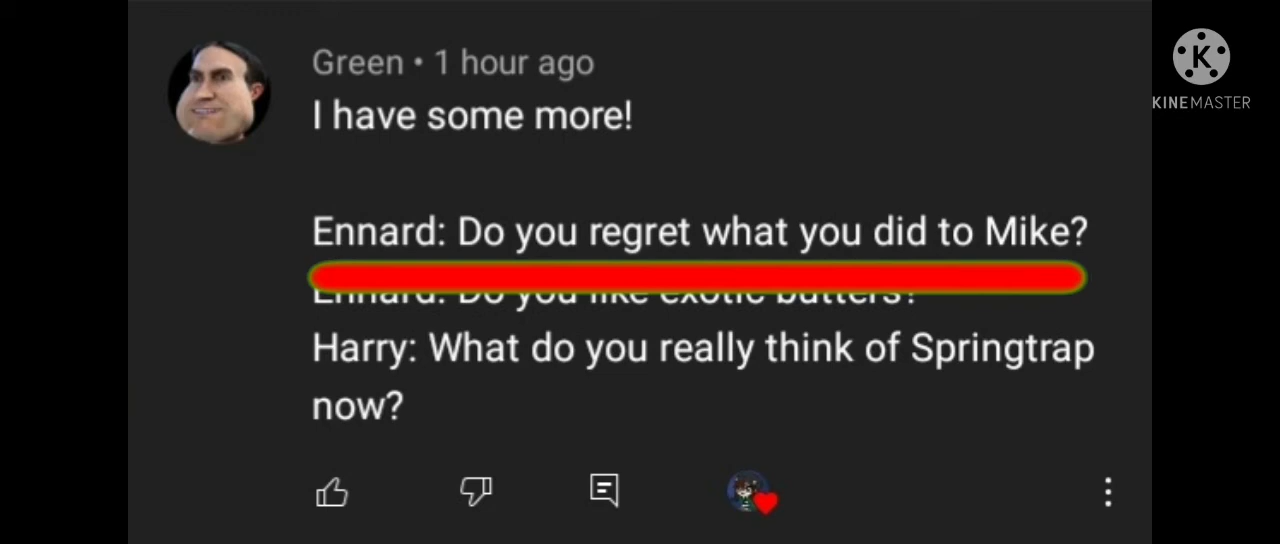 Green • 1 hour ago
I have some more!
Ennard: Do you regret what you did to Mike?
Ennard: Do you like exotic butters?
Harry: What do you really think of Springtrap
now?
K
KINEMASTER